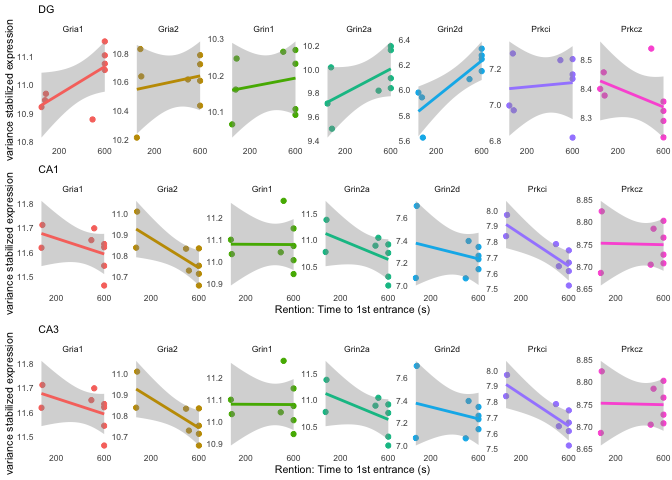 DG
Gria1 Gria2 Grin1 Grin2a Grin2d Prkci Prkcz
variance stabilized expression
11.1 11.0 10.9 10.8
10.8 10.6 10.4 10.2
10.3 10.2 10.1
10.2 10.0 9.8 9.6 9.4
6.4 6.2 6.0 5.8 5.6
7.2 7.0 6.8
8.5 8.4 8.3
200 600 200 600 200 600 200 600 200 600 200 600 200 600
CA1
Gria1 Gria2 Grin1 Grin2a Grin2d Prkci Prkcz
variance stabilized expression
11.8 11.7 11.6 11.5
11.0 10.9 10.8 10.7
11.2 11.1 11.0 10.9
11.5 11.0 10.5
7.6 7.4 7.2 7.0
8.0 7.9 7.8 7.7 7.6 7.5
8.85 8.80 8.75 8.70 8.65
200 600 200 600 200 600 200 600 200 600 200 600 200 600
Rention: Time to 1st entrance (s)
CA3
Gria1 Gria2 Grin1 Grin2a Grin2d Prkci Prkcz
variance stabilized expression
11.8 11.7 11.6 11.5
11.0 10.9 10.8 10.7
11.2 11.1 11.0 10.9
11.5 11.0 10.5
7.6 7.4 7.2 7.0
8.0 7.9 7.8 7.7 7.6 7.5
8.85 8.80 8.75 8.70 8.65
200 600 200 600 200 600 200 600 200 600 200 600 200 600
Rention: Time to 1st entrance (s)